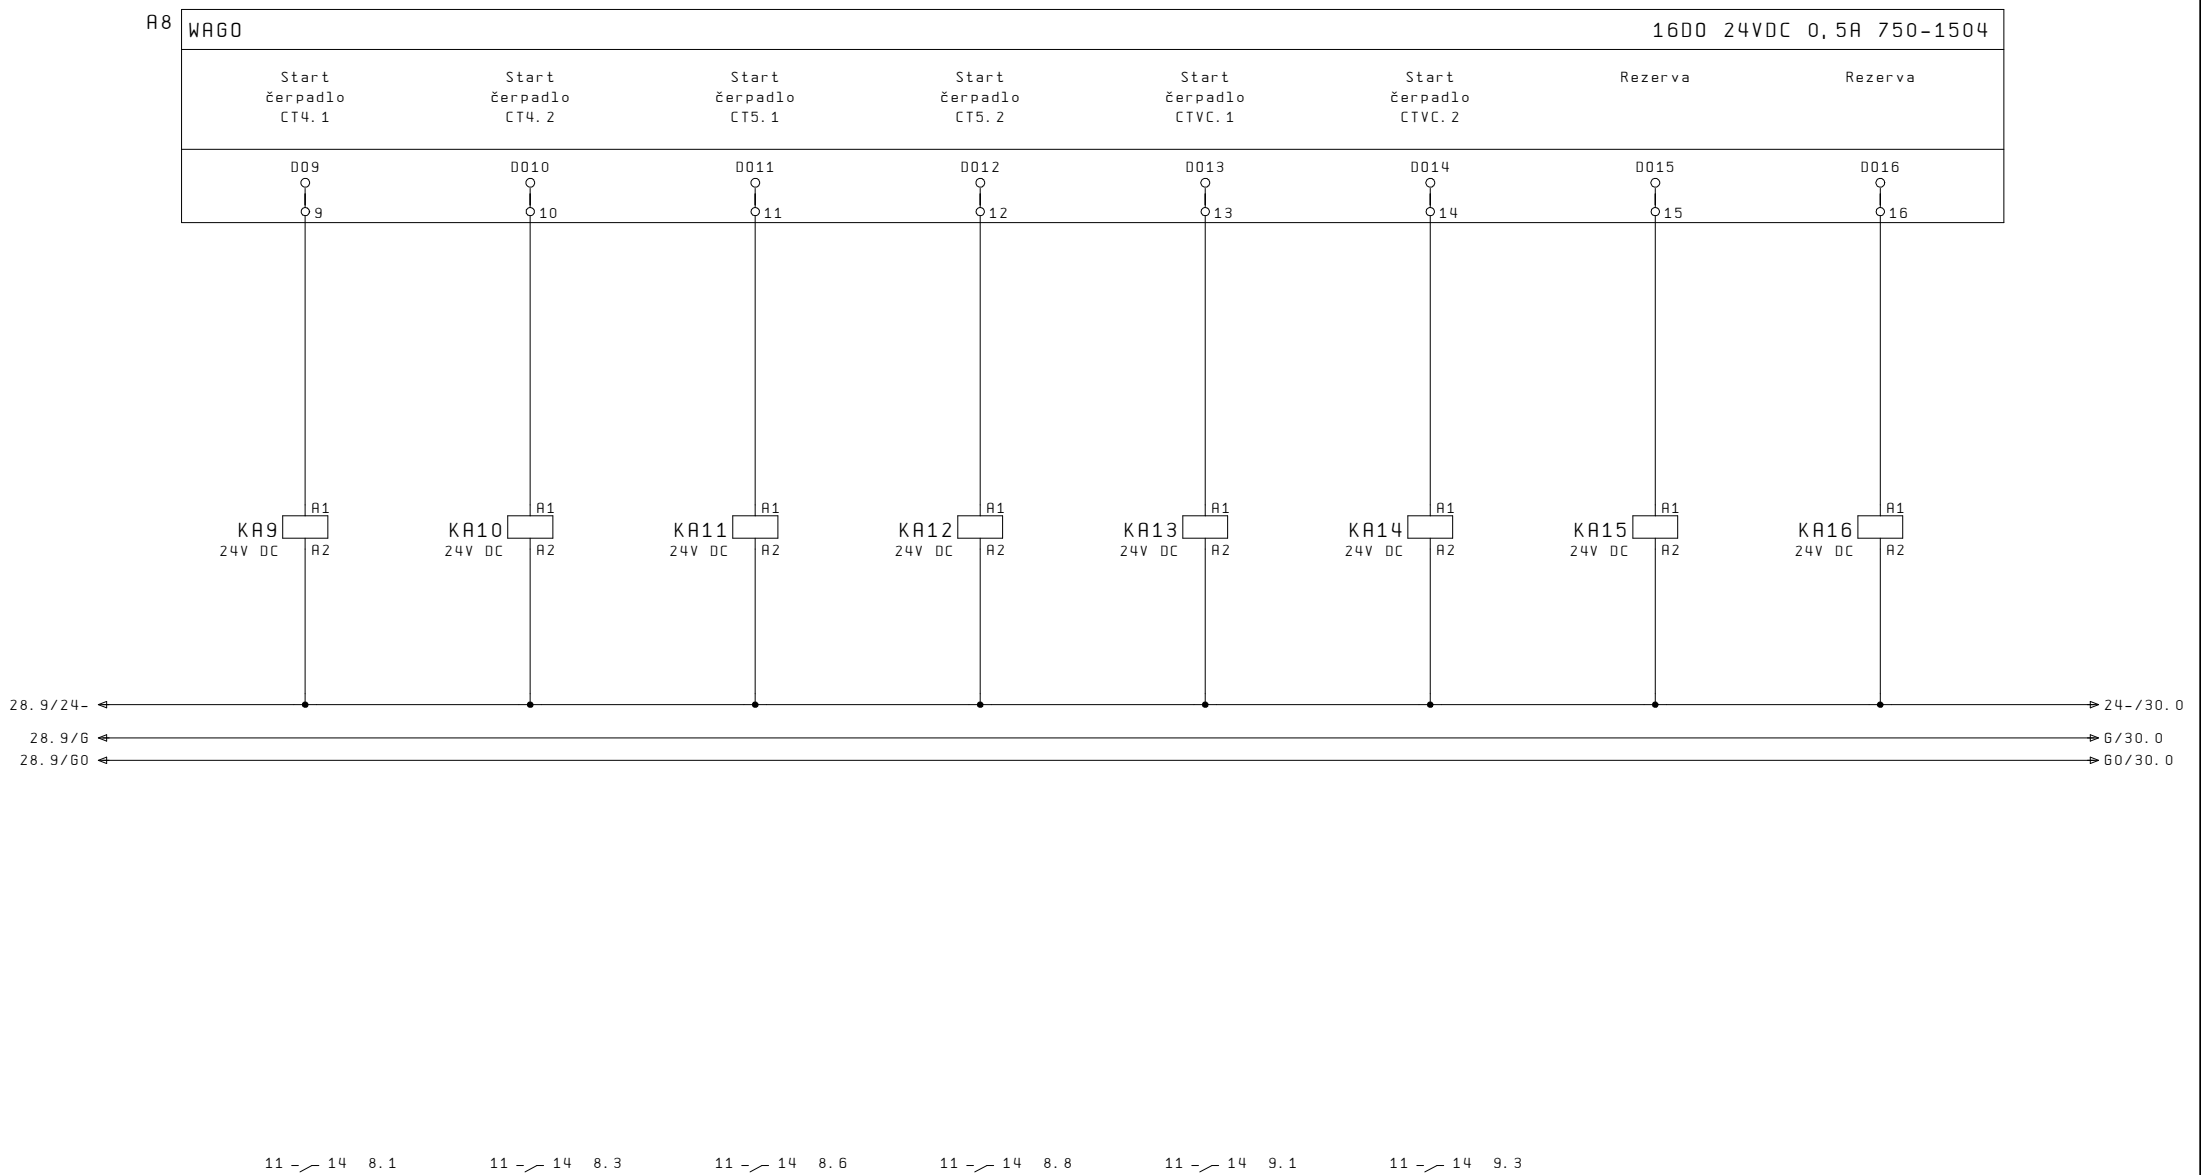 A8
WAGO 16DO 24VDC 0,5A 750-1504
Start Start Start Start Start Start Rezerva Rezerva
čerpadlo čerpadlo čerpadlo čerpadlo čerpadlo čerpadlo
CT4.1 CT4.2 CT5.1 CT5.2 CTVC.1 CTVC.2
DO9 DO10 DO11 DO12 DO13 DO14 DO15 DO16
9 10 11 12 13 14 15 16
A1 A1 A1 A1 A1 A1 A1 A1
KA9 KA10 KA11 KA12 KA13 KA14 KA15 KA16
24V DC A2 24V DC A2 24V DC A2 24V DC A2 24V DC A2 24V DC A2 24V DC A2 24V DC A2
28.9/24- 24-/30.0
28.9/G G/30.0
28.9/G0 G0/30.0
11 14 8.1 11 14 8.3 11 14 8.6 11 14 8.8 11 14 9.1 11 14 9.3